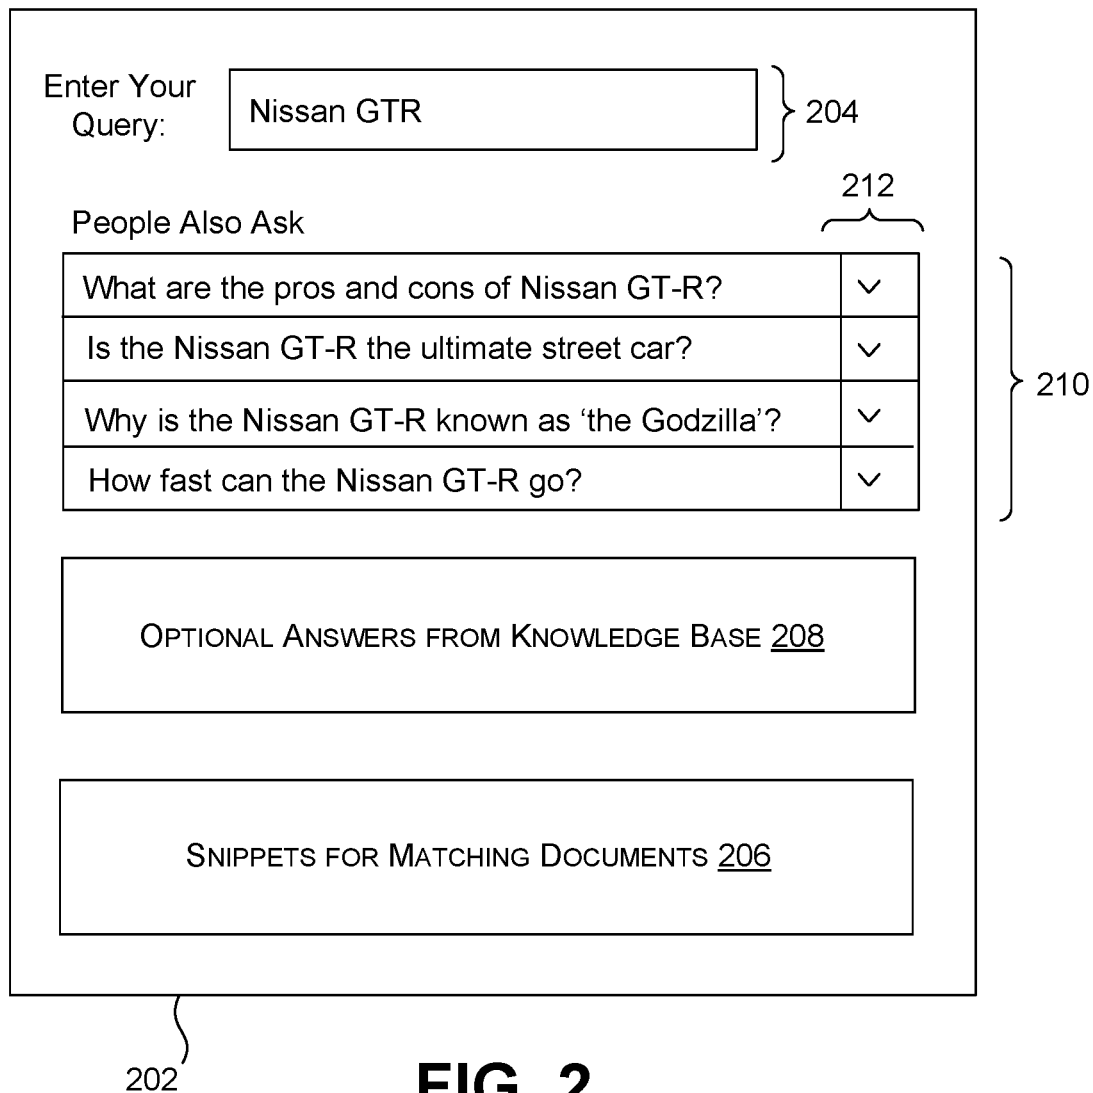 Enter Your
Query:
Nissan GTR
204
212
People Also Ask
What are the pros and cons of Nissan GT-R?
Is the Nissan GT-R the ultimate street car?
Why is the Nissan GT-R known as ‘the Godzilla’?
How fast can the Nissan GT-R go?
210
OPTIONAL ANSWERS FROM KNOWLEDGE BASE 208
SNIPPETS FOR MATCHING DOCUMENTS 206
202
FIG. 2